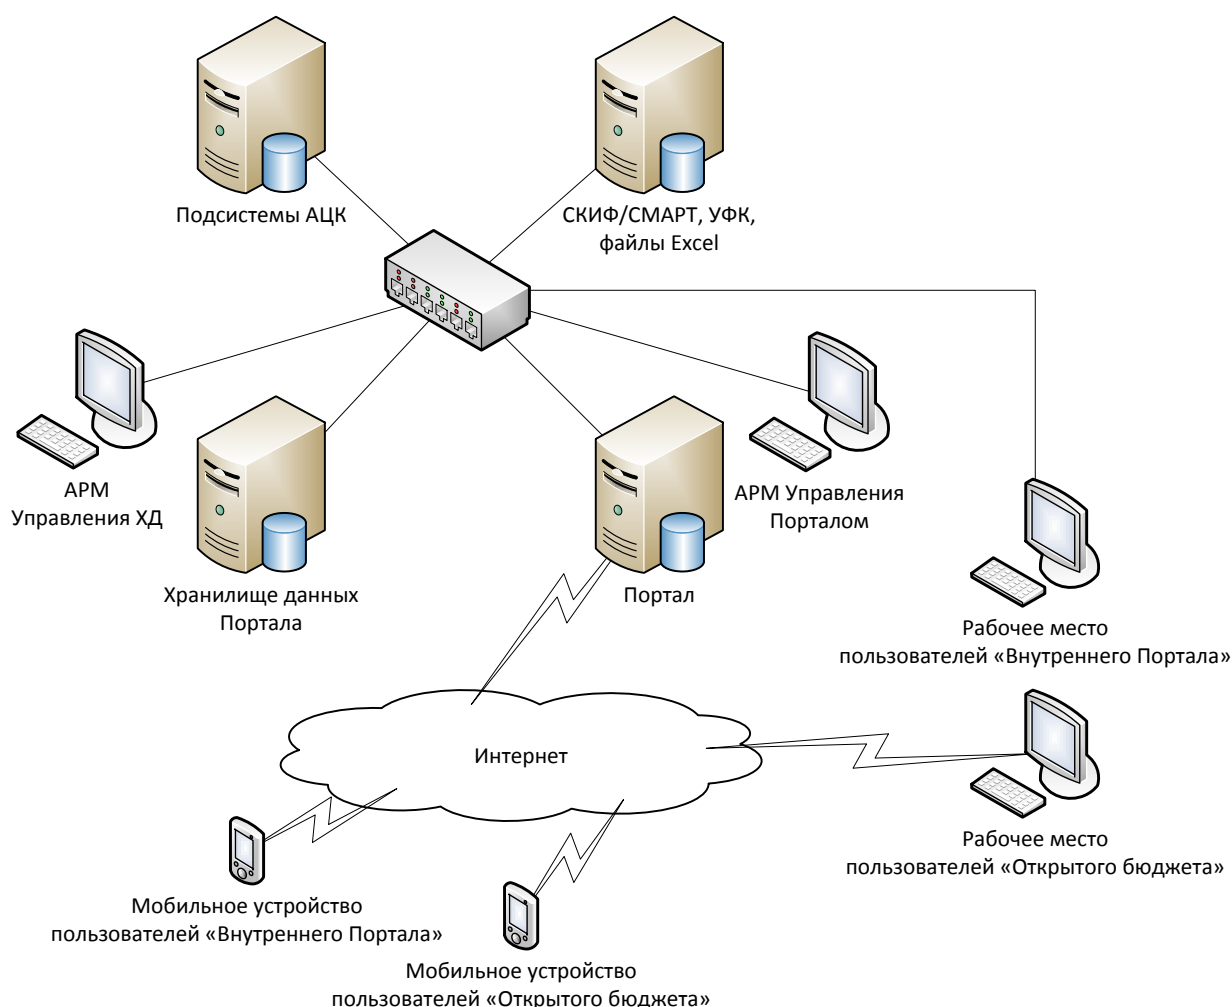 Подсистемы АЦК
СКИФ/СМАРТ, УФК,
файлы Excel
АРМ
Управления ХД
АРМ Управления
Порталом
Хранилище данных
Портала
Портал
Рабочее место
пользователей «Внутреннего Портала»
Интернет
Рабочее место
пользователей «Открытого бюджета»
Мобильное устройство
пользователей «Внутреннего Портала»
Мобильное устройство
пользователей «Открытого бюджета»